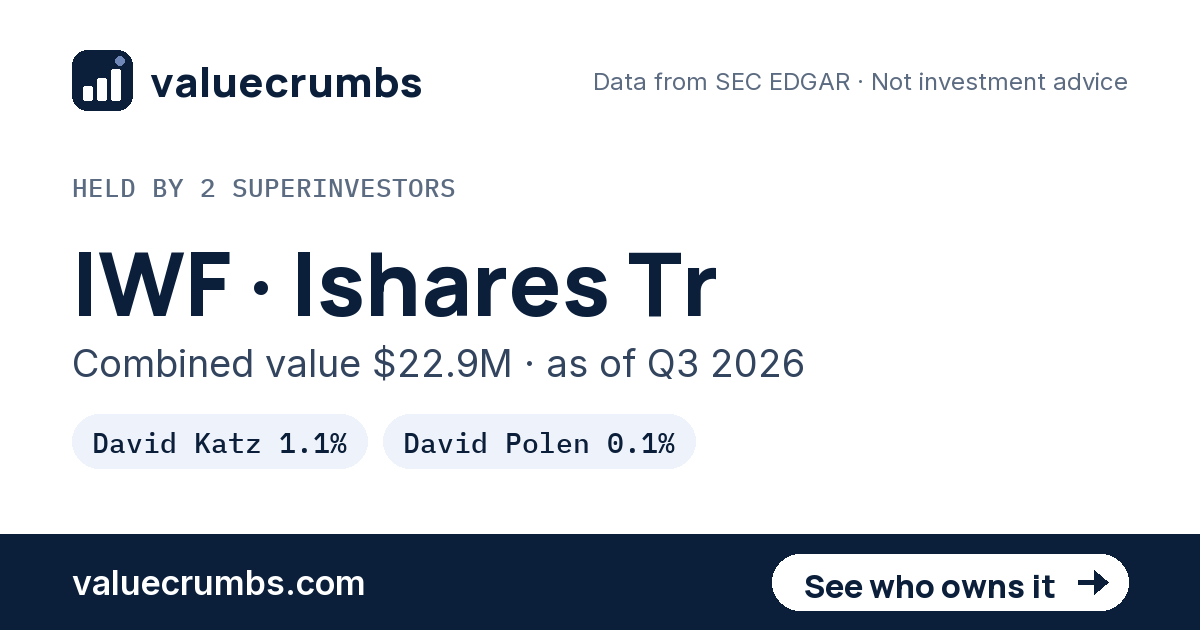 valuecrumbs
Data from SEC EDGAR · Not investment advice
HELD BY 2 SUPERINVESTORS
IWF · Ishares Tr
Combined value $22.9M · as of Q3 2026
David Katz 1.1%
David Polen 0.1%
valuecrumbs.com
See who owns it →